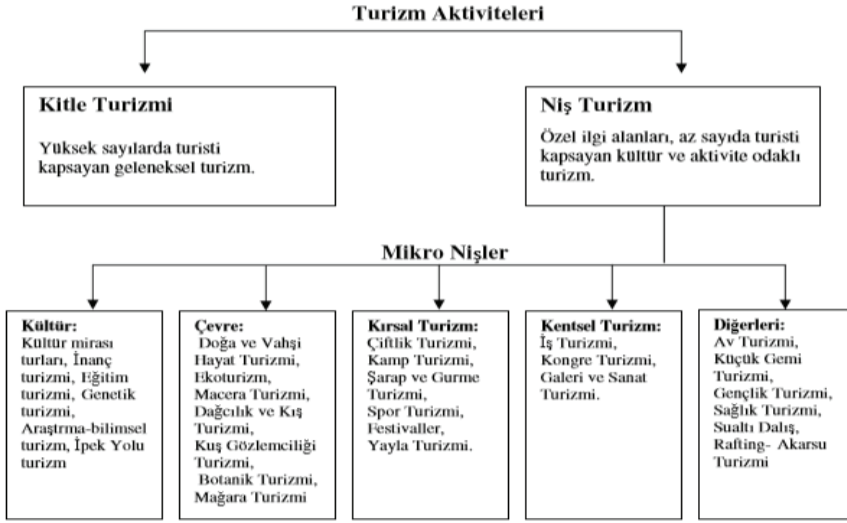 Turizm Aktiviteleri
Kitle Turizmi
Yüksek sayılarda turisti
kapsayan geleneksel turizm.
Niş Turizm
Özel ilgi alanları, az sayıda turisti
kapsayan kültür ve aktivite odaklı
turizm.
Mikro Nişler
Kültür:
Kültür mirası
turları, İnanç
turizmi, Eğitim
turizmi, Genetik
turizmi,
Araştrma-bilimsel
turizm, İpek Yolu
turizm
Çevre:
Doğa ve Vahşi
Hayat Turizmi,
Ekoturizm,
Macera Turizmi,
Dağcılık ve Kış
Turizmi,
Kuş Gözlemciliği
Turizmi,
Botanik Turizmi,
Mağara Turizmi
Kırsal Turizm:
Çiftlik Turizmi,
Kamp Turizmi,
Şarap ve Gurme
Turizmi,
Spor Turizmi,
Festivaller,
Yayla Turizmi.
Kentsel Turizm:
İş Turizmi,
Kongre Turizmi,
Galeri ve Sanat
Turizmi.
Diğerleri:
Av Turizmi,
Küçük Gemi
Turizmi,
Gençlik Turizmi,
Sağlık Turizmi,
Sualtı Dalış,
Rafting- Akarsu
Turizmi